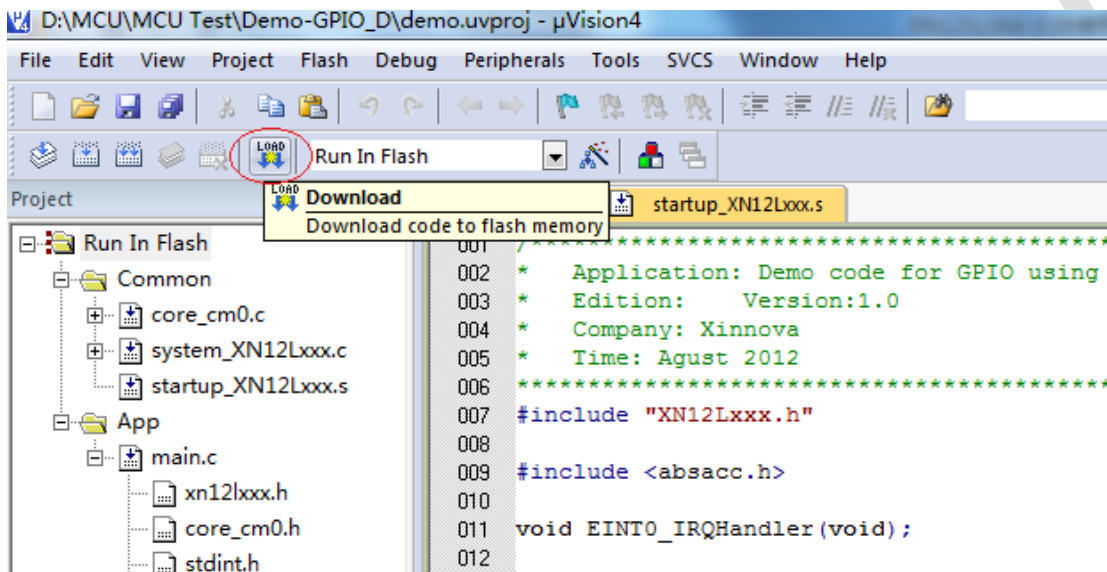 D:\MCU\MCU Test\Demo-GPIO_D\demo.uvproj - µVision4
File Edit View Project Flash Debug Peripherals Tools SVCS Window Help
LOAD Run In Flash
Project
LOAD Download
Download code to flash memory
startup_XN12Lxxx.s
Run In Flash
Common
core_cm0.c
system_XN12Lxxx.c
startup_XN12Lxxx.s
App
main.c
xn12lxxx.h
core_cm0.h
stdint.h
001 /*******************************************
002 * Application: Demo code for GPIO using
003 * Edition: Version:1.0
004 * Company: Xinnova
005 * Time: Agust 2012
006 ********************************************
007 #include "XN12Lxxx.h"
008
009 #include <absacc.h>
010
011 void EINT0_IRQHandler(void);
012